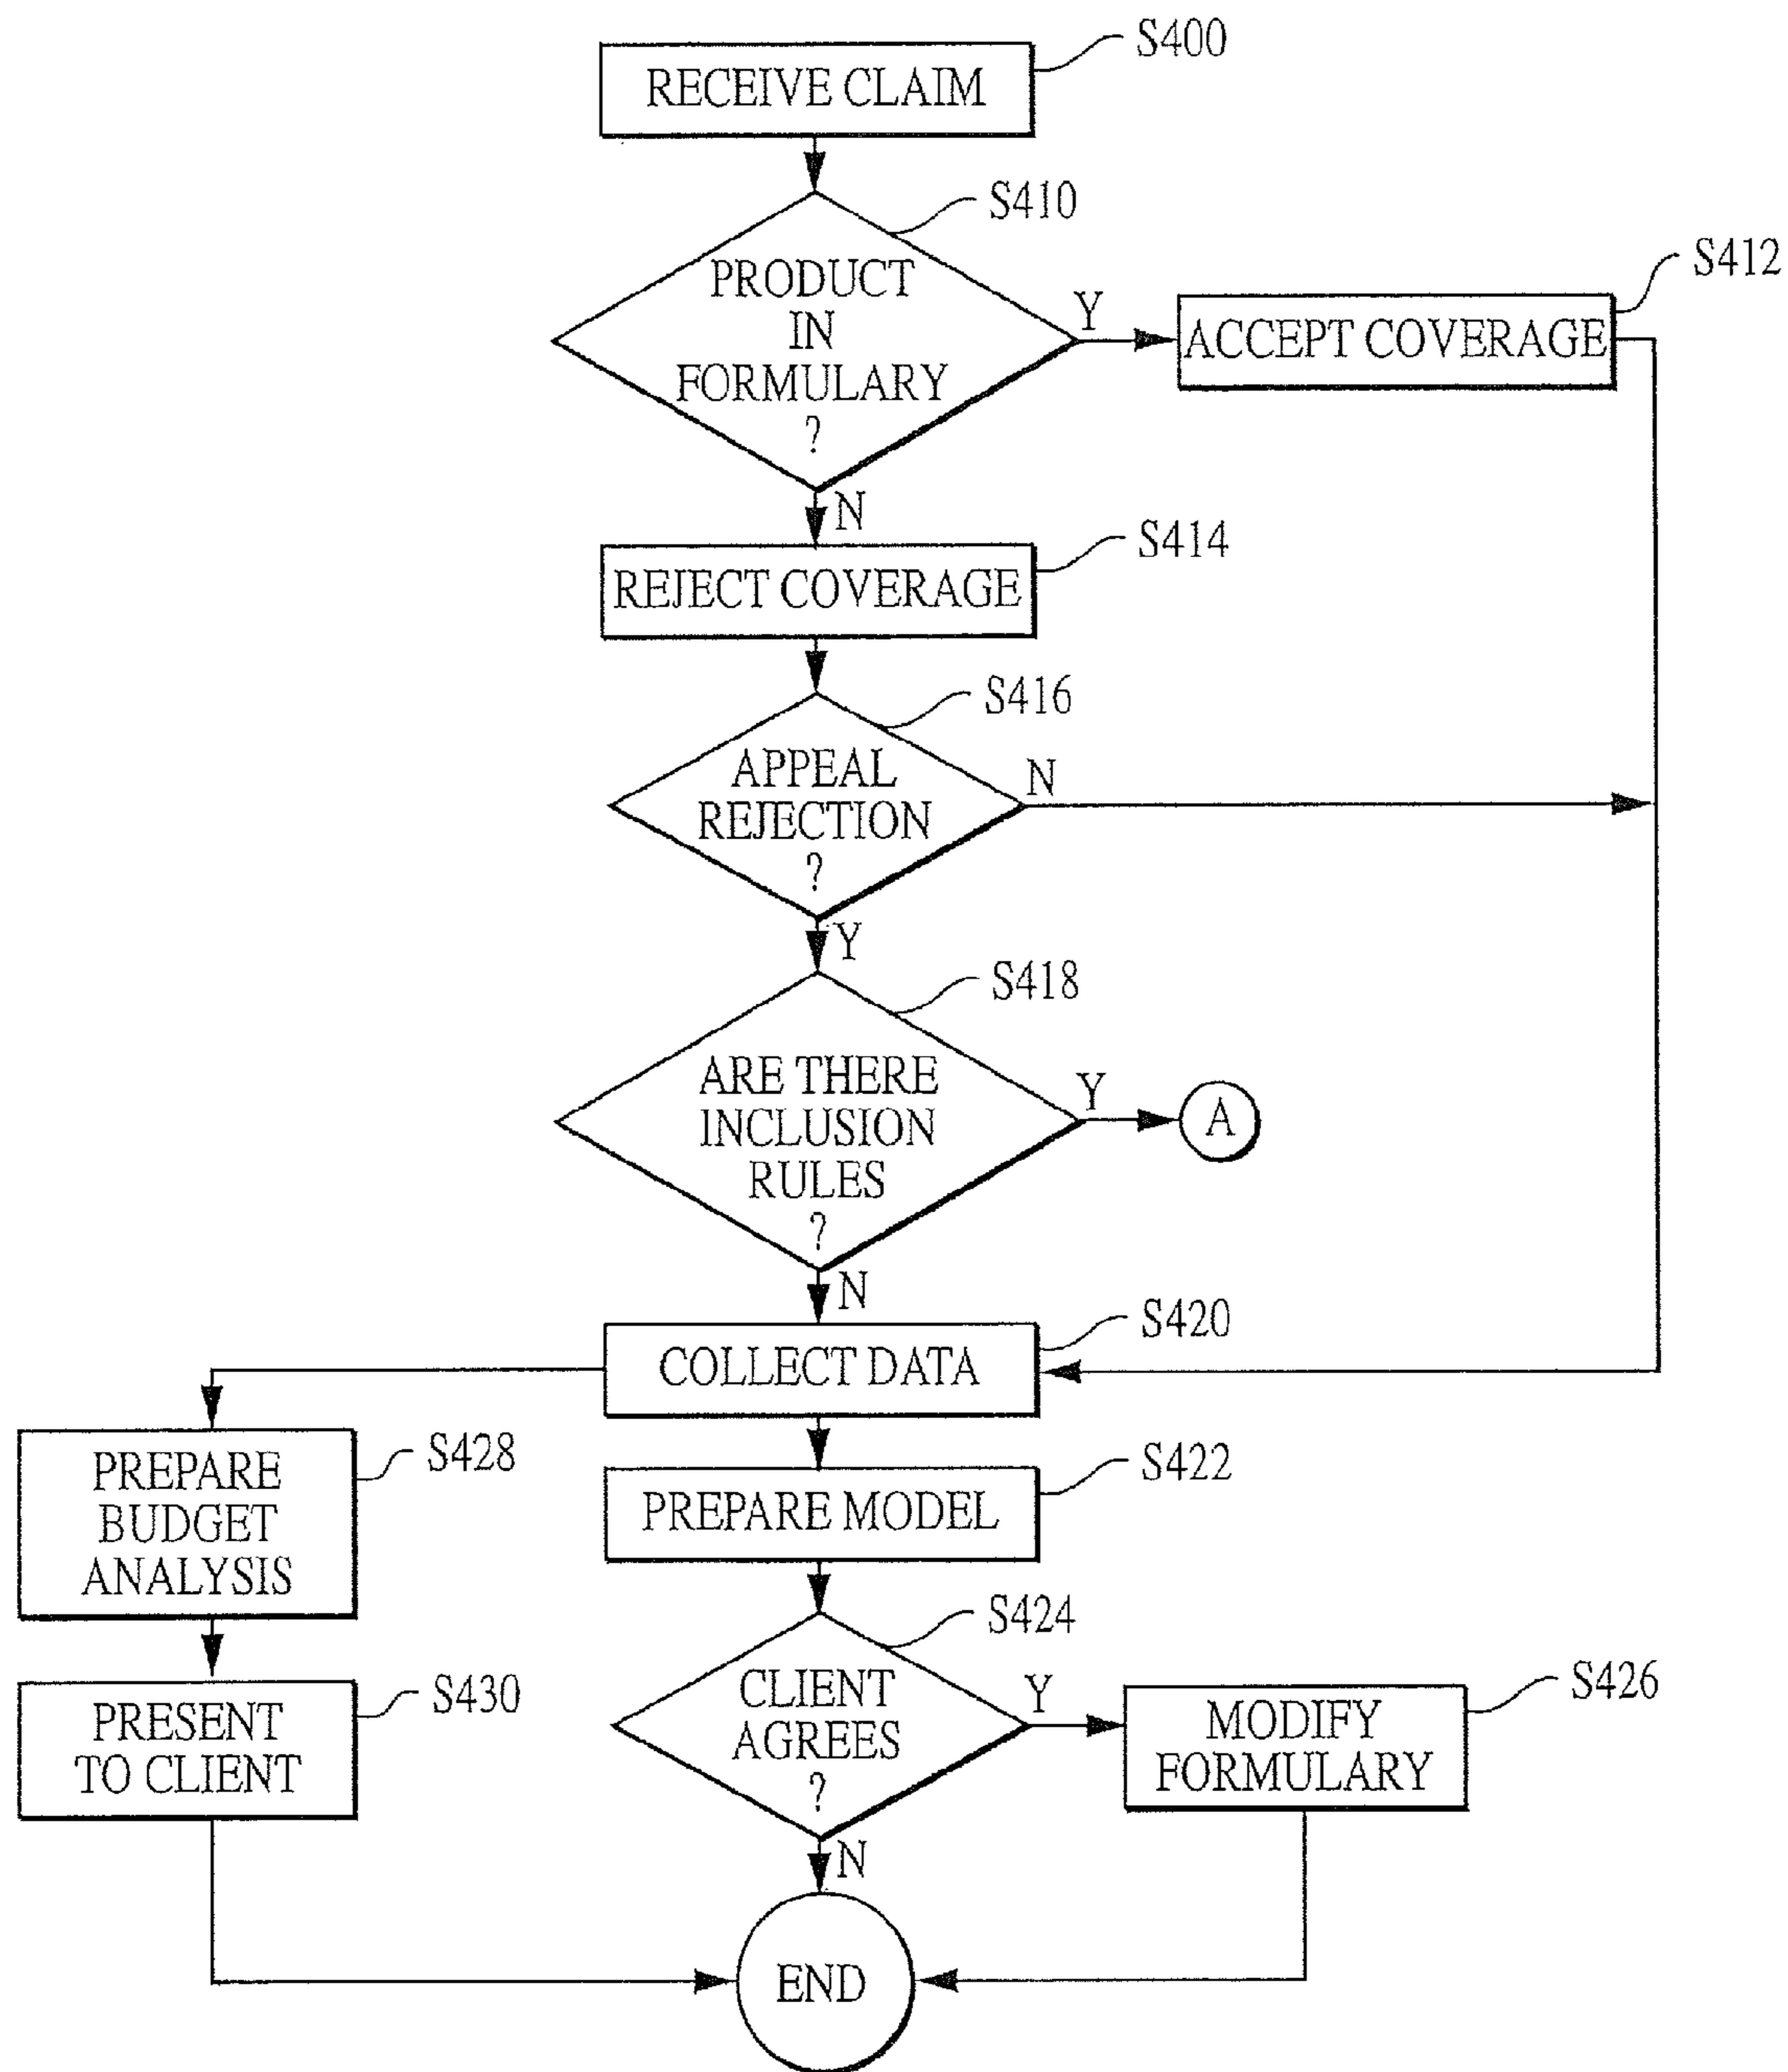 S400
RECEIVE CLAIM
S410
PRODUCT
IN
FORMULARY
?
Y
S412
ACCEPT COVERAGE
N
S414
REJECT COVERAGE
S416
APPEAL
REJECTION
?
N
Y
S418
ARE THERE
INCLUSION
RULES
?
Y
A
N
S420
COLLECT DATA
S428
PREPARE
BUDGET
ANALYSIS
S422
PREPARE MODEL
S424
CLIENT
AGREES
?
Y
S426
MODIFY
FORMULARY
S430
PRESENT
TO CLIENT
N
END